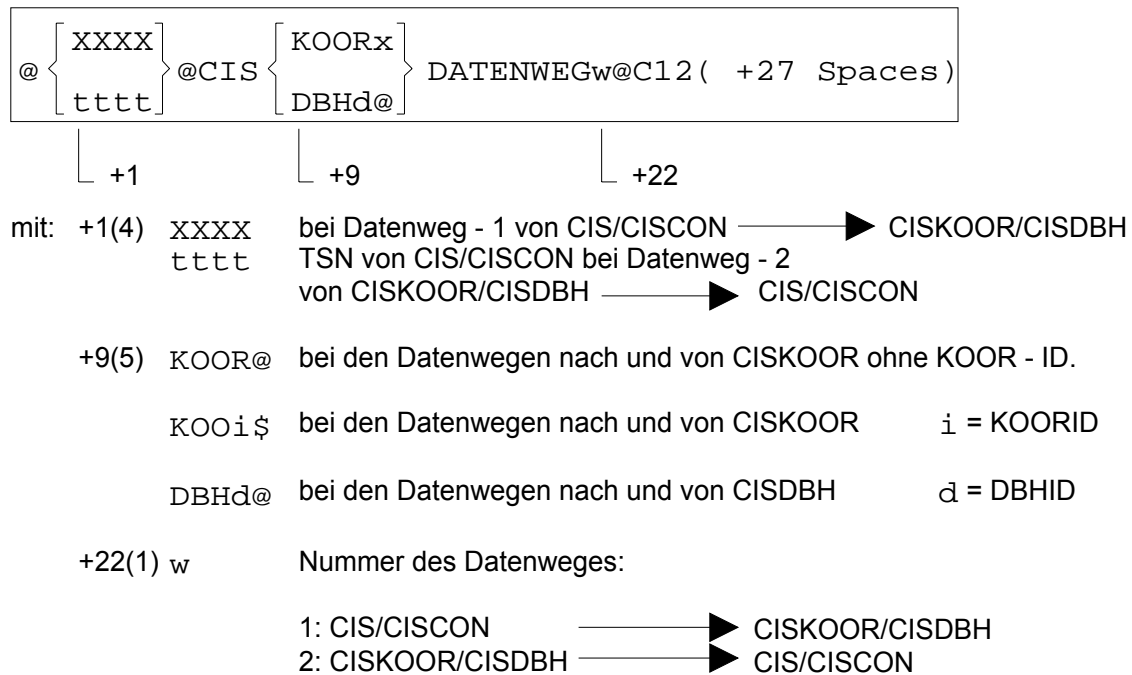 XXXX KOORx
@ @CIS DATENWEGw@C12( +27 Spaces)
tttt DBHd@
+1 +9 +22
mit: +1(4) XXXX bei Datenweg - 1 von CIS/CISCON CISKOOR/CISDBH
tttt TSN von CIS/CISCON bei Datenweg - 2
von CISKOOR/CISDBH CIS/CISCON
+9(5) KOOR@ bei den Datenwegen nach und von CISKOOR ohne KOOR - ID.
KOOi$ bei den Datenwegen nach und von CISKOOR i = KOORID
DBHd@ bei den Datenwegen nach und von CISDBH d = DBHID
+22(1) w Nummer des Datenweges:
1: CIS/CISCON CISKOOR/CISDBH
2: CISKOOR/CISDBH CIS/CISCON